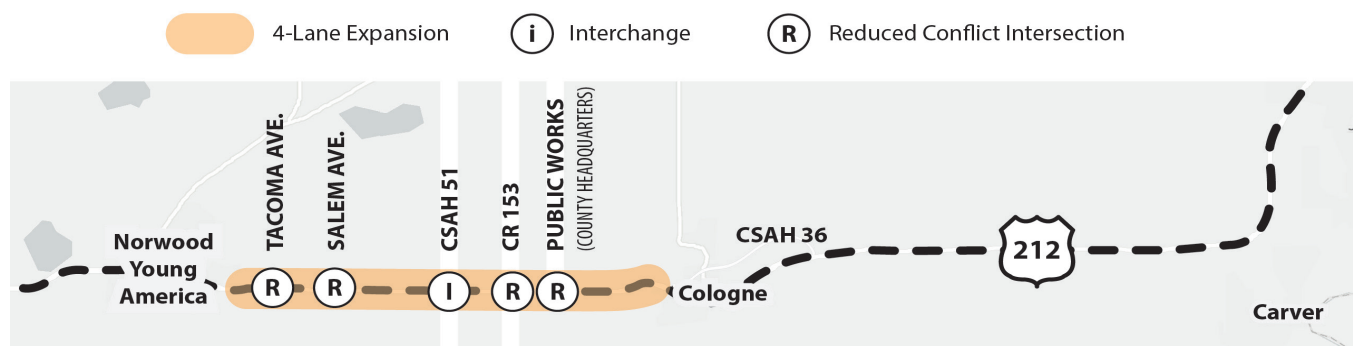 4-Lane Expansion
i
Interchange
R
Reduced Conflict Intersection
TACOMA AVE.
SALEM AVE.
CSAH 51
CR 153
PUBLIC WORKS
(COUNTY HEADQUARTERS)
Norwood
Young
America
R
R
I
R
R
Cologne
CSAH 36
212
Carver